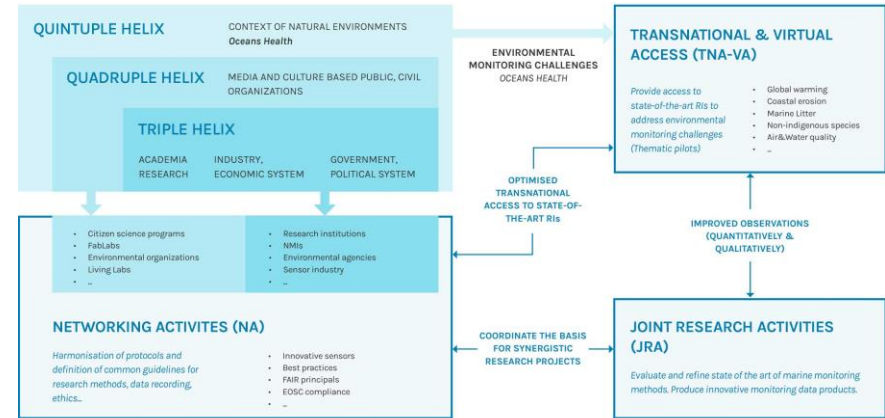 QUINTUPLE HELIX
CONTEXT OF NATURAL ENVIRONMENTS
Oceans Health
QUADRUPLE HELIX
MEDIA AND CULTURE BASED PUBLIC, CIVIL
ORGANIZATIONS
TRIPLE HELIX
ACADEMIA
RESEARCH
INDUSTRY,
ECONOMIC SYSTEM
GOVERNMENT,
POLITICAL SYSTEM
ENVIRONMENTAL
MONITORING CHALLENGES
OCEANS HEALTH
TRANSNATIONAL & VIRTUAL
ACCESS (TNA-VA)
Provide access to
state-of-the-art RIs to
address environmental
monitoring challenges
(Thematic pilots)
• Global warming
• Coastal erosion
• Marine Litter
• Non-indigenous species
• Air&Water quality
• ...
OPTIMISED
TRANSNATIONAL
ACCESS TO STATE-OF-
THE-ART RIs
IMPROVED OBSERVATIONS
(QUANTITATIVELY &
QUALITATIVELY)
• Citizen science programs
• FabLabs
• Environmental organizations
• Living Labs
• ...
• Research institutions
• NMIs
• Environmental agencies
• Sensor industry
• ...
NETWORKING ACTIVITES (NA)
Harmonisation of protocols and
definition of common guidelines for
research methods, data recording,
ethics...
• Innovative sensors
• Best practices
• FAIR principals
• EOSC compliance
• ...
COORDINATE THE BASIS
FOR SYNERGISTIC
RESEARCH PROJECTS
JOINT RESEARCH ACTIVITIES
(JRA)
Evaluate and refine state of the art of marine monitoring
methods. Produce innovative monitoring data products.